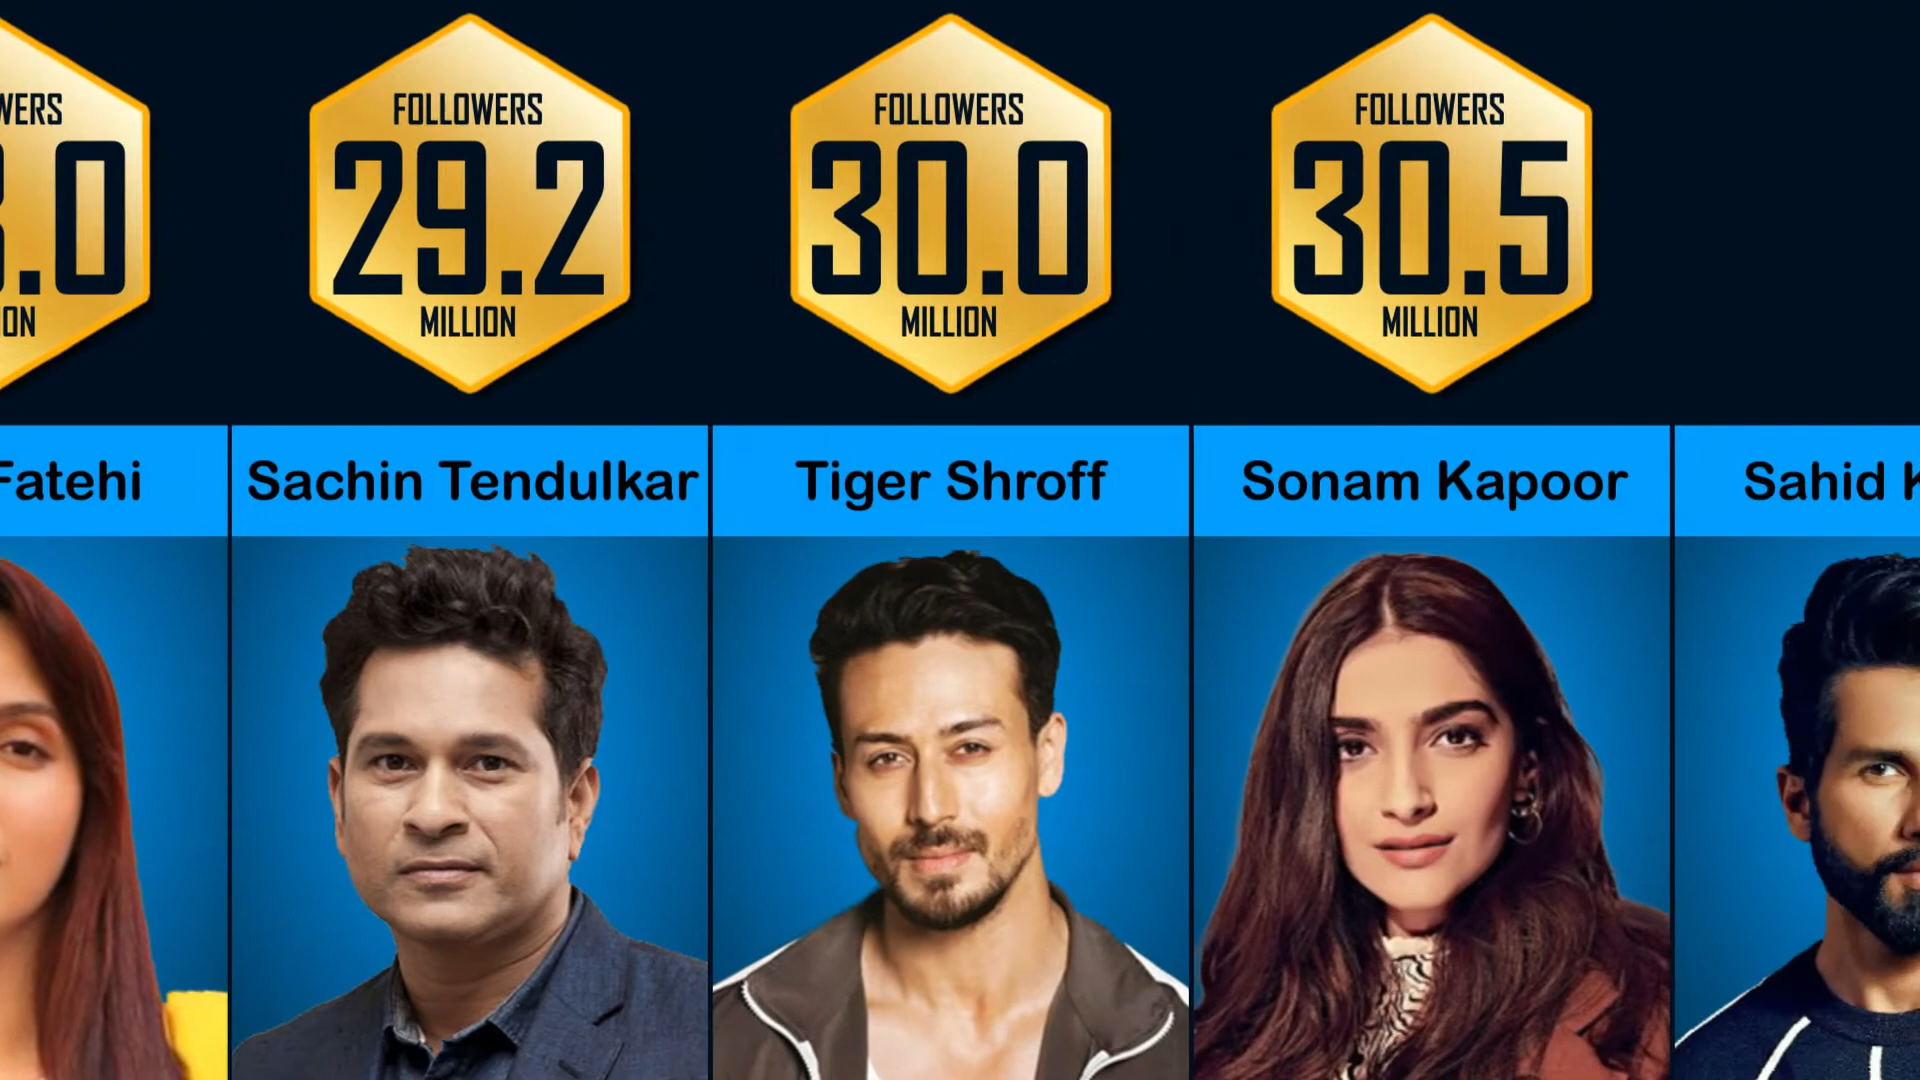 FOLLOWERS
29.2
MILLION
FOLLOWERS
30.0
MILLION
FOLLOWERS
30.5
MILLION
Fatehi
Sachin Tendulkar
Tiger Shroff
Sonam Kapoor
Sahid